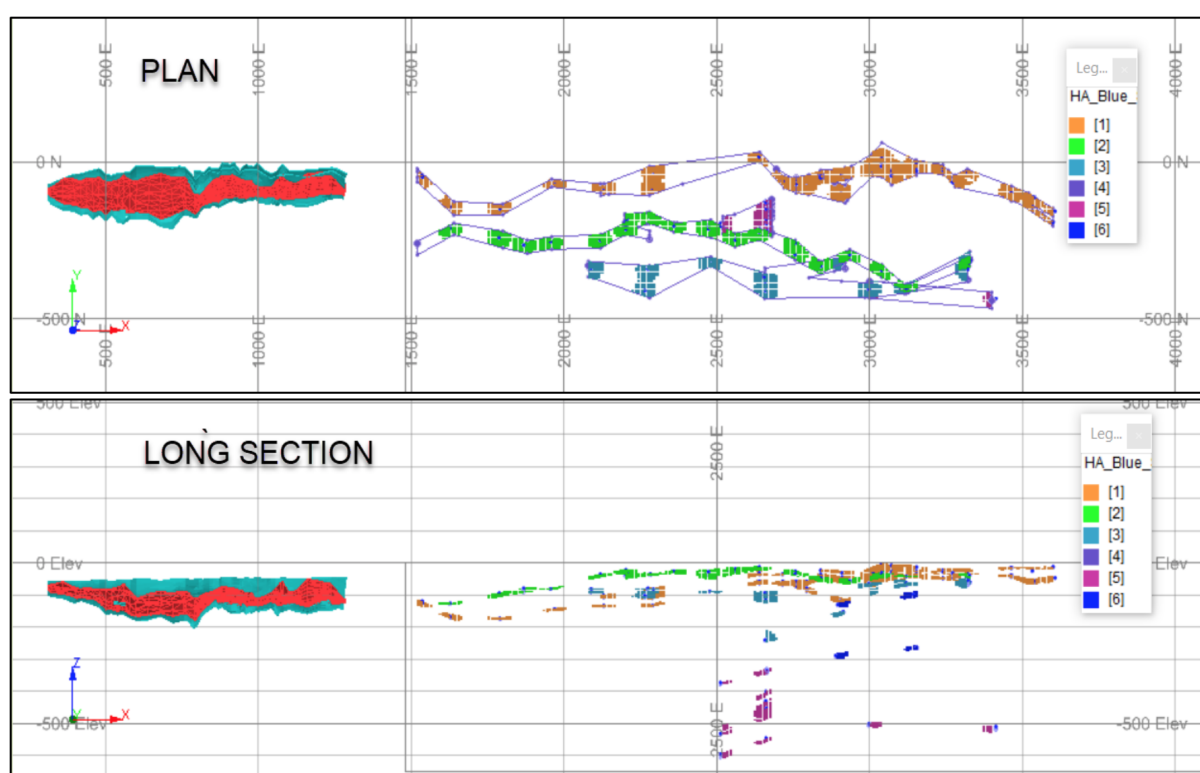 500 E
1000 E
1500 E
2000 E
2500 E
3000 E
3500 E
4000 E
PLAN
Leg... x
HA_Blue_
[1]
[2]
[3]
[4]
[5]
[6]
0 N
0 N
Y
X
-500 N
-500 N
500 E
1000 E
1500 E
2000 E
2500 E
3000 E
3500 E
4000 E
500 Elev
500 Elev
LONG SECTION
2500 E
Leg... x
HA_Blue_
[1]
[2]
[3]
[4]
[5]
[6]
0 Elev
Elev
Z
X
-500 Elev
-500 Elev
2500 E